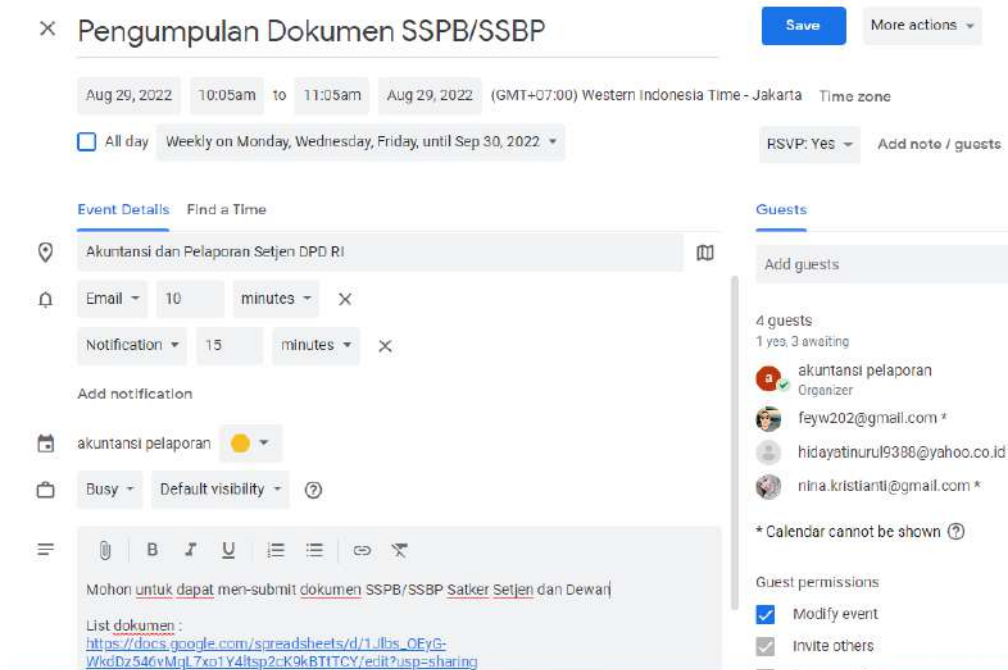 Pengumpulan Dokumen SSPB/SSBP
Save
More actions
Aug 29, 2022 10:05am to 11:05am Aug 29, 2022 (GMT+07:00) Western Indonesia Time - Jakarta Time zone
All day Weekly on Monday, Wednesday, Friday, until Sep 30, 2022
RSVP: Yes Add note / guests
Event Details Find a Time
Guests
Akuntansi dan Pelaporan Setjen DPD RI
Add guests
Email 10 minutes
Notification 15 minutes
Add notification
4 guests
1 yes, 3 awaiting
a
akuntansi pelaporan
Organizer
feyw202@gmail.com *
hidayatinurul9388@yahoo.co.id
nina.kristianti@gmail.com *
* Calendar cannot be shown
akuntansi pelaporan
Busy Default visibility
B I U
Mohon untuk dapat men-submit dokumen SSPB/SSBP Satker Setjen dan Dewan
List dokumen :
https://docs.google.com/spreadsheets/d/1Jlbs_OEyG-
WkdDz546vMqL7xo1Y4ltsp2cK9kBTtTCY/edit?usp=sharing
Guest permissions
Modify event
Invite others